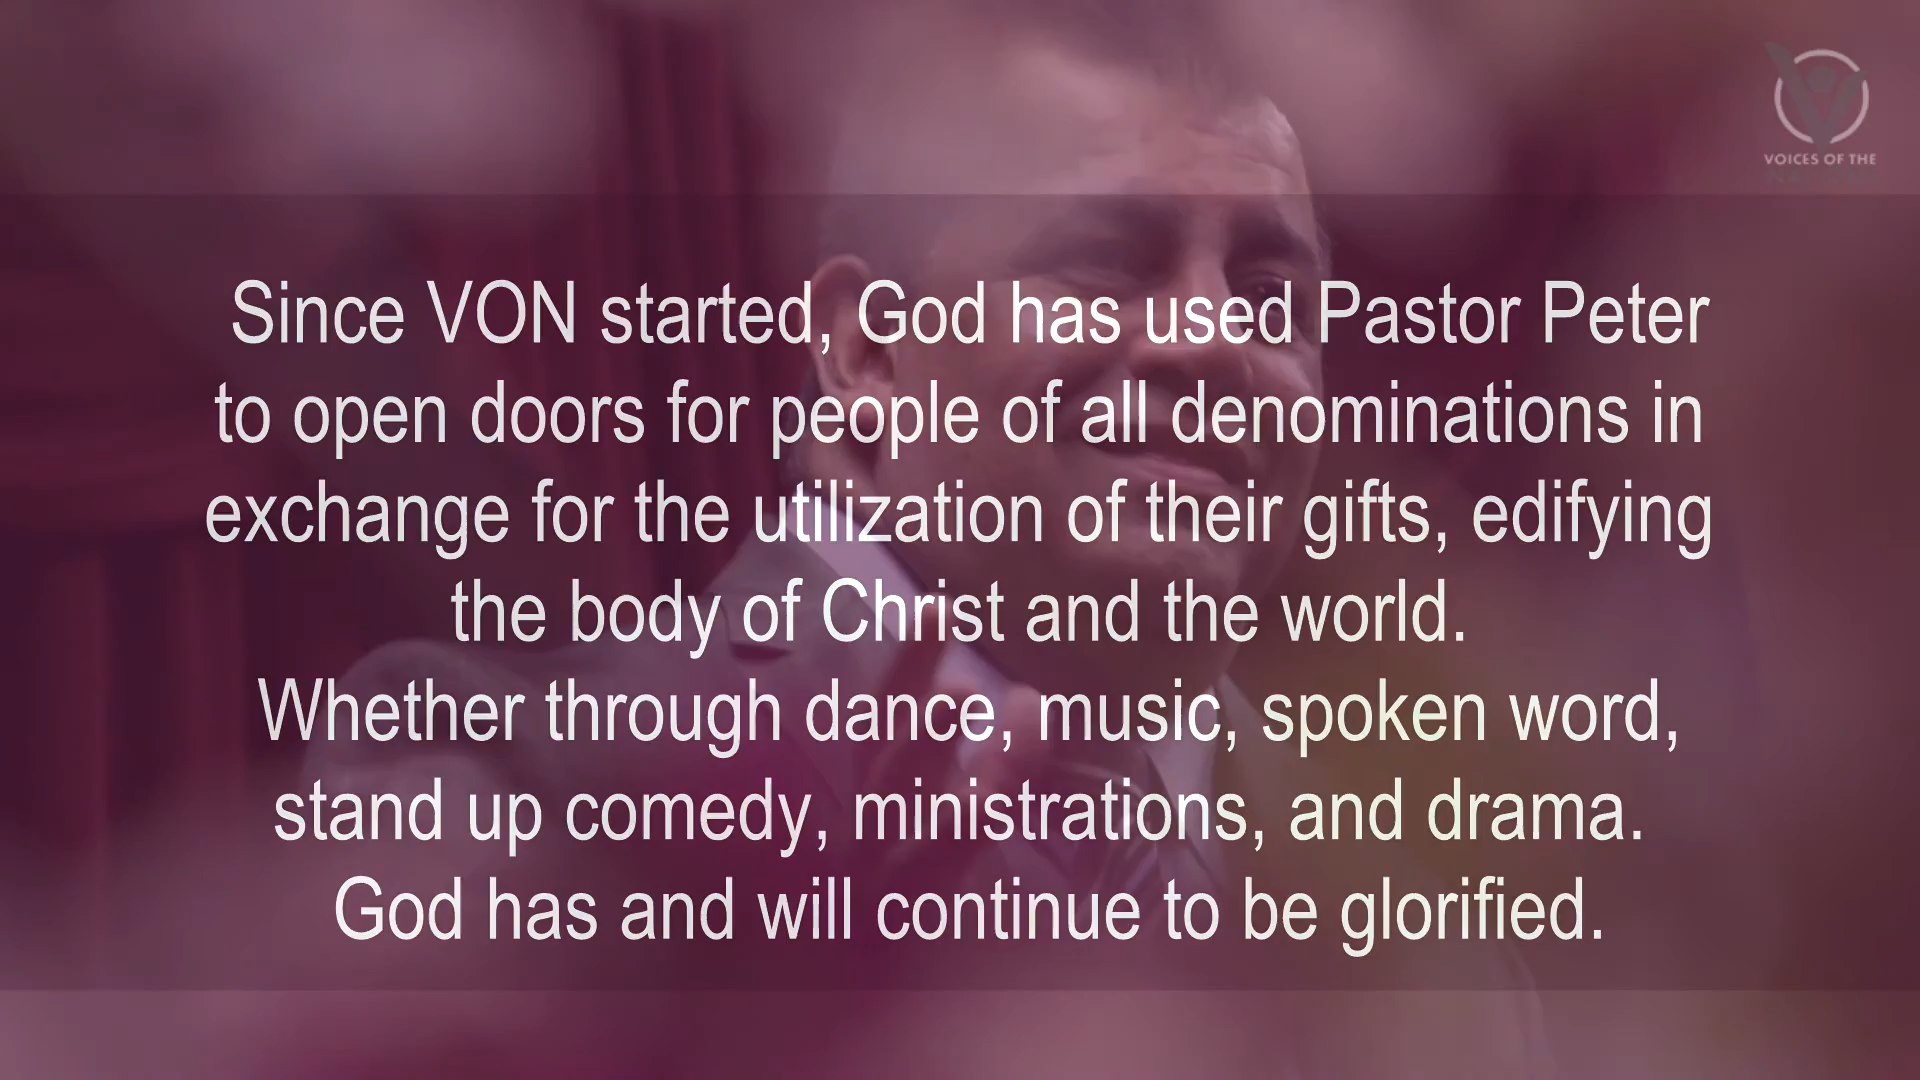 VOICES OF THE
Since VON started, God has used Pastor Peter
to open doors for people of all denominations in
exchange for the utilization of their gifts, edifying
the body of Christ and the world.
Whether through dance, music, spoken word,
stand up comedy, ministrations, and drama.
God has and will continue to be glorified.